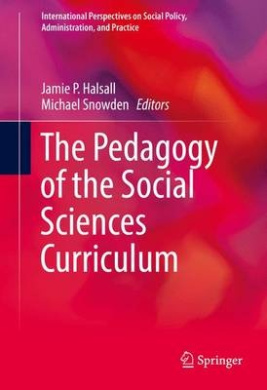 International Perspectives on Social Policy,
Administration, and Practice
Jamie P. Halsall
Michael Snowden Editors
The Pedagogy
of the Social
Sciences
Curriculum
Springer